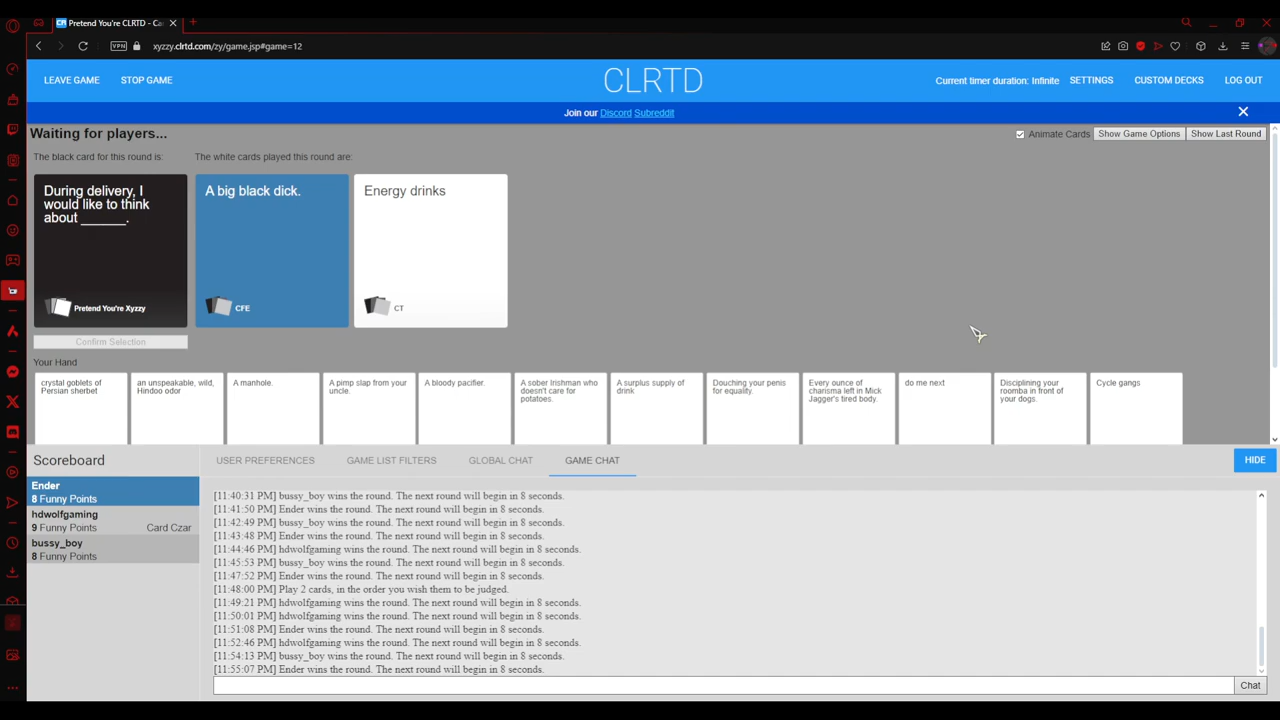 Pretend You're CLRTD - Ca
xyzzy.clrtd.com/zy/game.jsp#game=12
VPN
LEAVE GAME
STOP GAME
CLRTD
Current timer duration: Infinite
SETTINGS
CUSTOM DECKS
LOG OUT
Join our Discord Subreddit
Waiting for players...
Animate Cards
Show Game Options
Show Last Round
The black card for this round is:
The white cards played this round are:
During delivery, I
would like to think
about ______.
Pretend You're Xyzzy
A big black dick.
CFE
Energy drinks
CT
Confirm Selection
Your Hand
crystal goblets of
Persian sherbet
an unspeakable, wild,
Hindoo odor
A manhole.
A pimp slap from your
uncle.
A bloody pacifier.
A sober Irishman who
doesn't care for
potatoes.
A surplus supply of
drink
Douching your penis
for equality.
Every ounce of
charisma left in Mick
Jagger's tired body.
do me next
Disciplining your
roomba in front of
your dogs.
Cycle gangs
Scoreboard
USER PREFERENCES
GAME LIST FILTERS
GLOBAL CHAT
GAME CHAT
HIDE
Ender
8 Funny Points
hdwolfgaming
9 Funny Points
Card Czar
bussy_boy
8 Funny Points
[11:40:31 PM] bussy_boy wins the round. The next round will begin in 8 seconds.
[11:41:50 PM] Ender wins the round. The next round will begin in 8 seconds.
[11:42:49 PM] bussy_boy wins the round. The next round will begin in 8 seconds.
[11:43:48 PM] Ender wins the round. The next round will begin in 8 seconds.
[11:44:46 PM] hdwolfgaming wins the round. The next round will begin in 8 seconds.
[11:45:53 PM] bussy_boy wins the round. The next round will begin in 8 seconds.
[11:47:52 PM] Ender wins the round. The next round will begin in 8 seconds.
[11:48:00 PM] Play 2 cards, in the order you wish them to be judged.
[11:49:21 PM] hdwolfgaming wins the round. The next round will begin in 8 seconds.
[11:50:01 PM] hdwolfgaming wins the round. The next round will begin in 8 seconds.
[11:51:08 PM] Ender wins the round. The next round will begin in 8 seconds.
[11:52:46 PM] hdwolfgaming wins the round. The next round will begin in 8 seconds.
[11:54:13 PM] bussy_boy wins the round. The next round will begin in 8 seconds.
[11:55:07 PM] Ender wins the round. The next round will begin in 8 seconds.
Chat